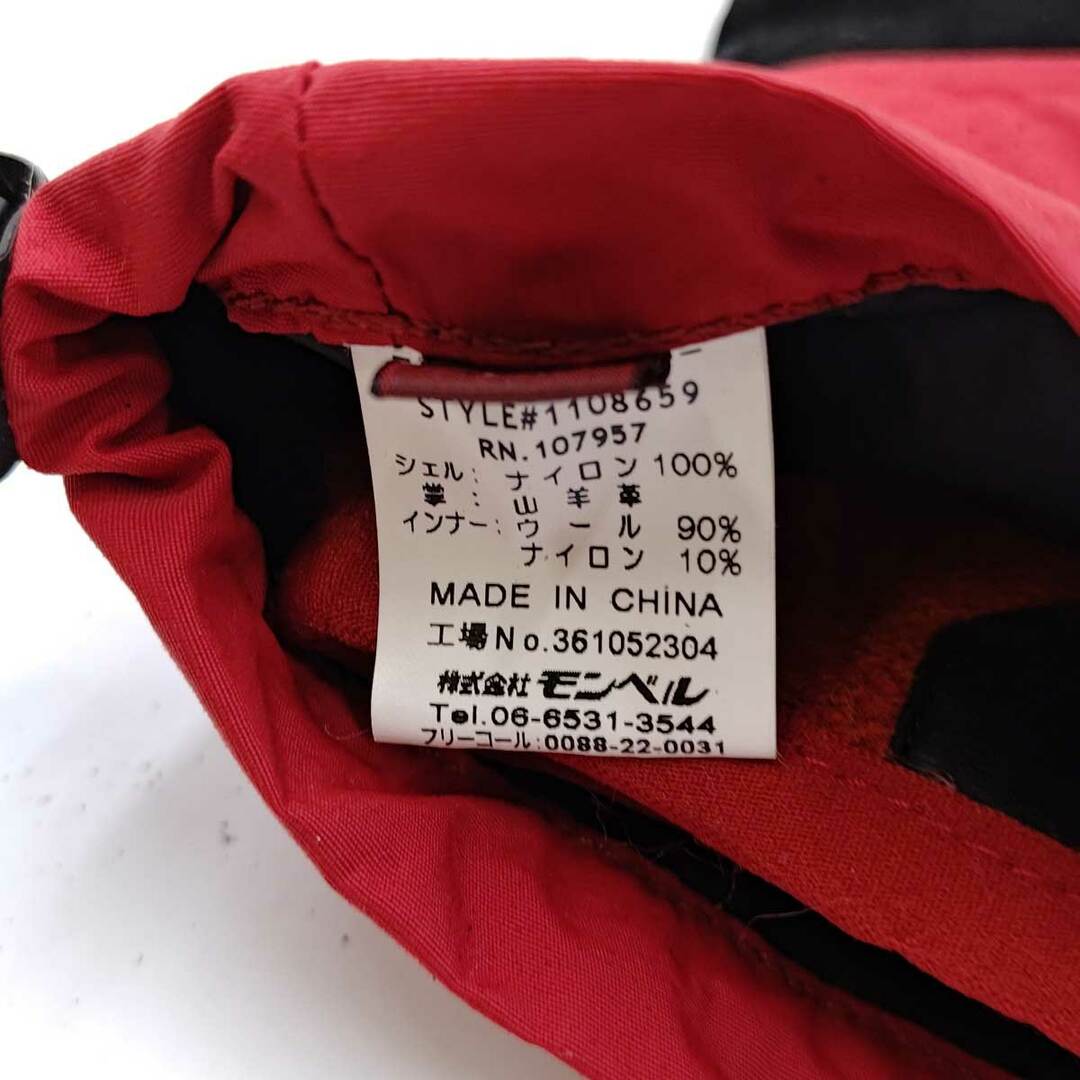 STYLE#1108659
RN.107957
シェル: ナイロン 100%
掌: 山羊革
インナー: ウール 90%
ナイロン 10%
MADE IN CHINA
工場No.361052304
株式会社 モンベル
Tel.06-6531-3544
フリーコール:0088-22-0031